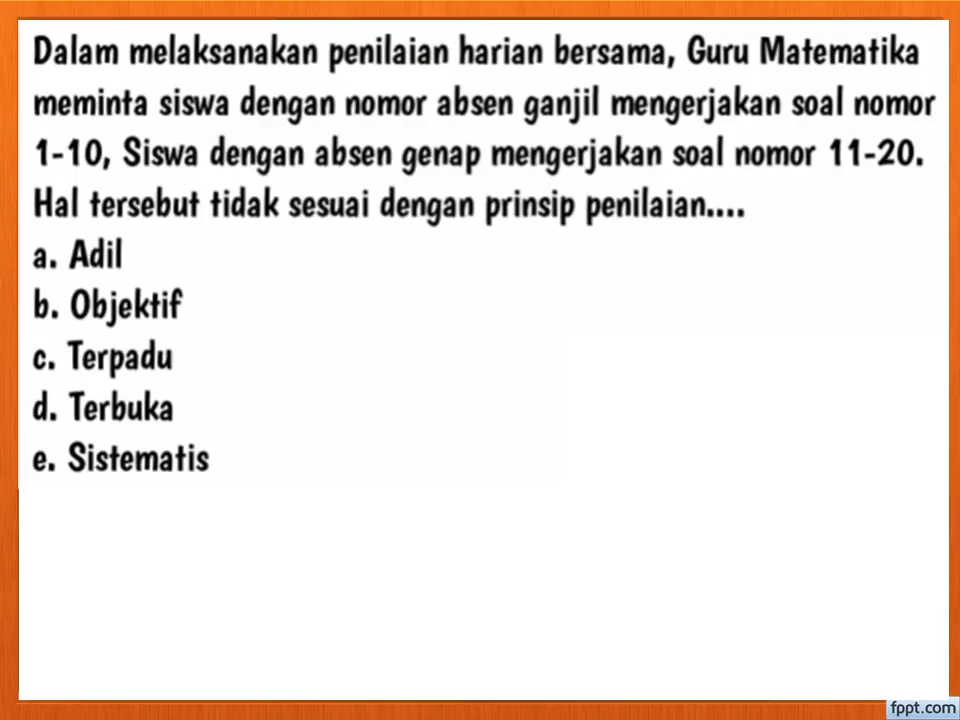 Dalam melaksanakan penilaian harian bersama, Guru Matematika
meminta siswa dengan nomor absen ganjil mengerjakan soal nomor
1-10, Siswa dengan absen genap mengerjakan soal nomor 11-20.
Hal tersebut tidak sesuai dengan prinsip penilaian....
a. Adil
b. Objektif
c. Terpadu
d. Terbuka
e. Sistematis
fppt.com